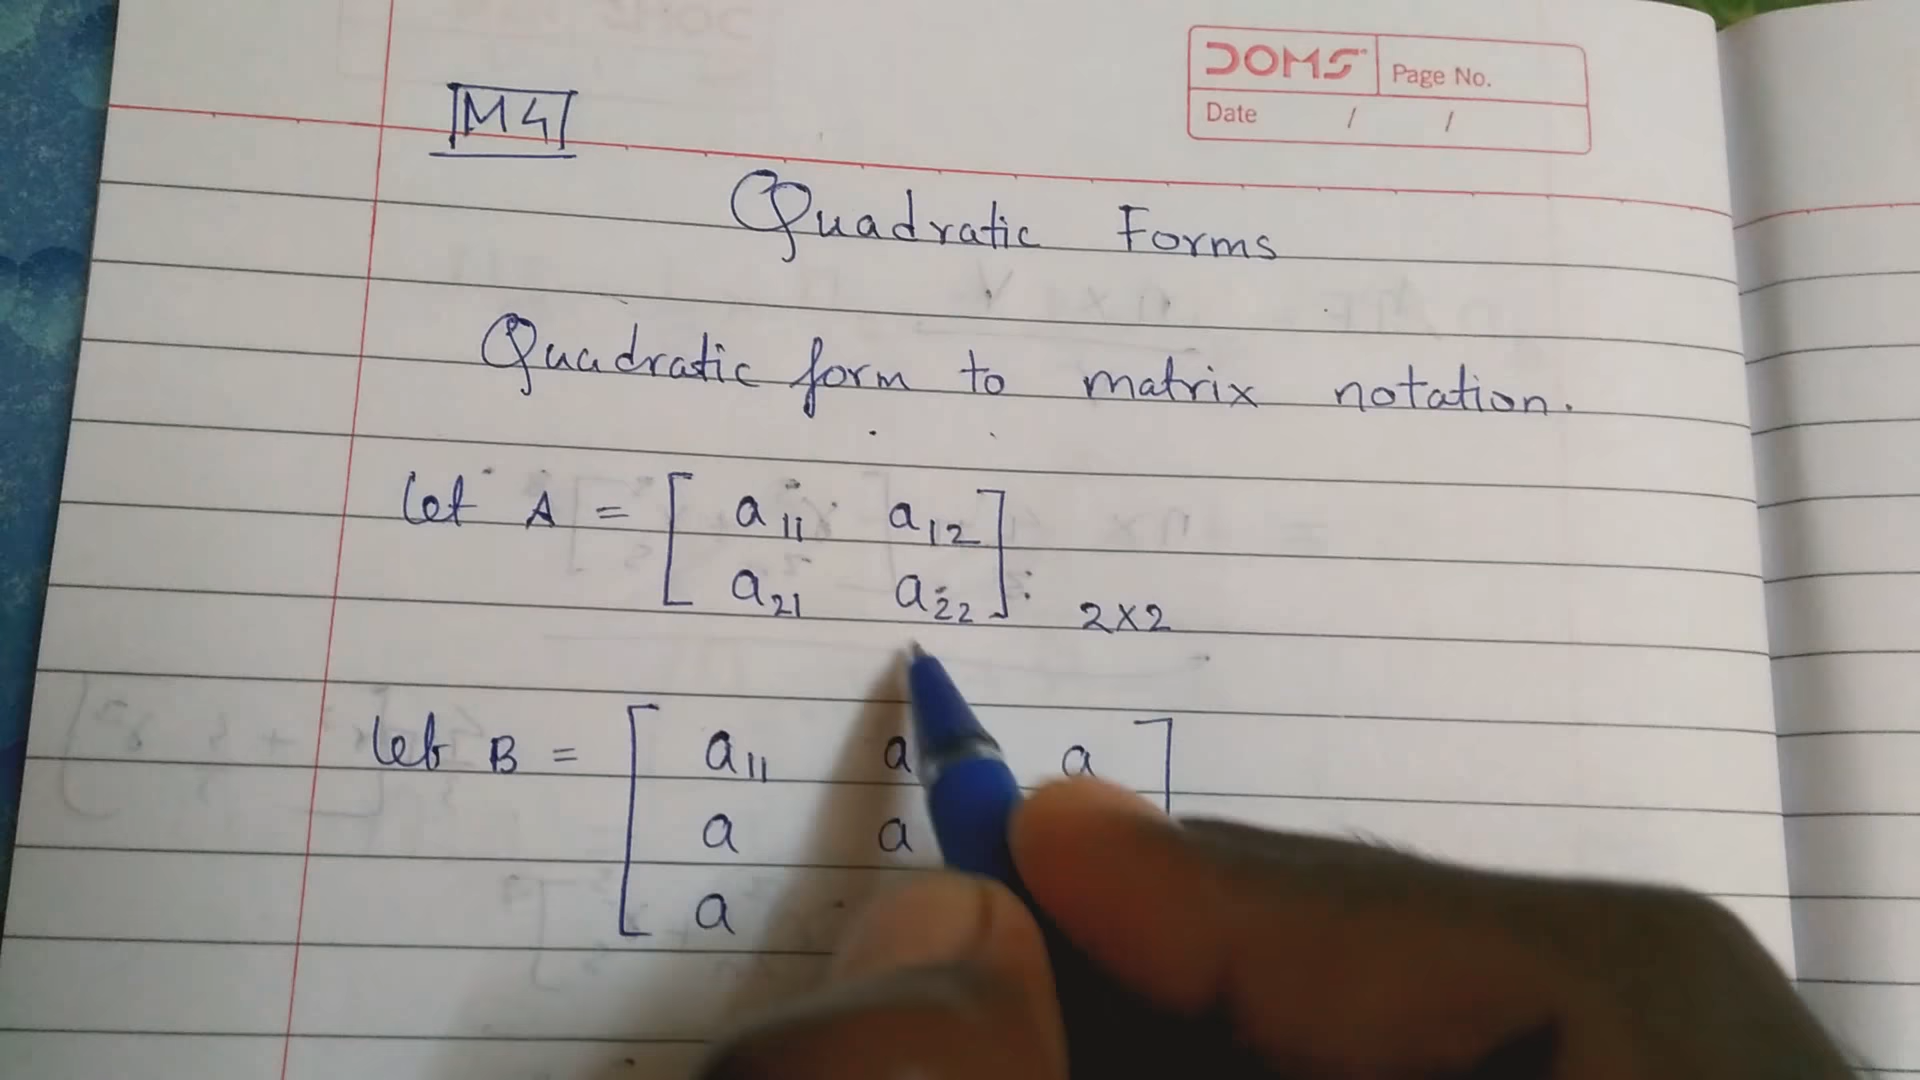 DOMS Page No.
Date / /
M4
Quadratic Forms
Quadratic form to matrix notation.
let A = [ a11 a12
a21 a22 ] 2x2
let B = [ a11 a a ]
a a
a